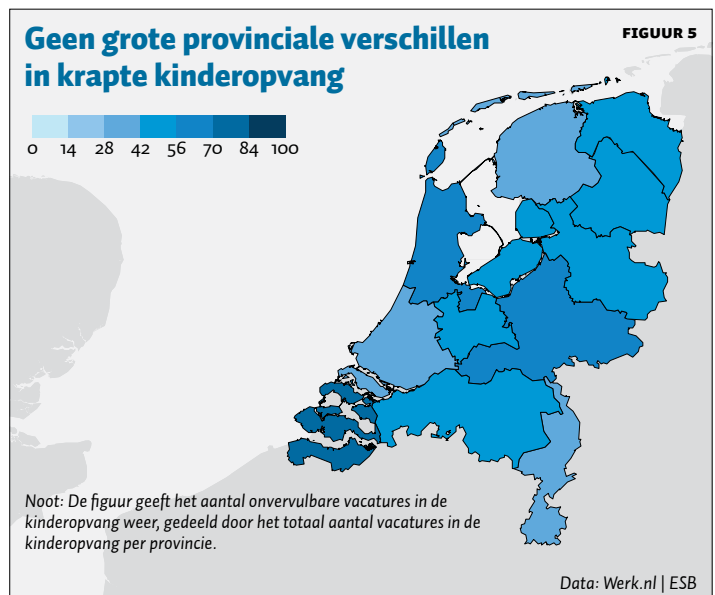 Geen grote provinciale verschillen
in krapte kinderopvang
FIGUUR 5
0 14 28 42 56 70 84 100
Noot: De figuur geeft het aantal onvervulbare vacatures in de
kinderopvang weer, gedeeld door het totaal aantal vacatures in de
kinderopvang per provincie.
Data: Werk.nl | ESB